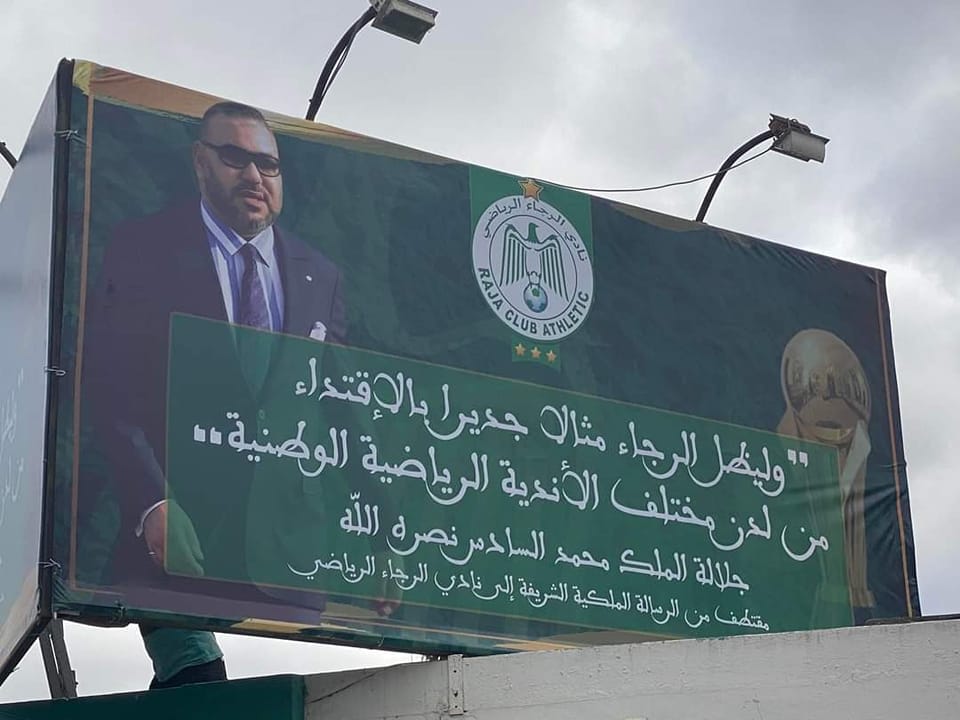 نادي الرجاء الرياضي
RAJA CLUB ATHLETIC
"وليظل الرجاء مثالا جديرا بالإقتداء
من لدن مختلف الأندية الرياضية الوطنية.."
جلالة الملك محمد السادس نصره الله
مقتطف من الرسالة الملكية الشريفة إلى نادي الرجاء الرياضي